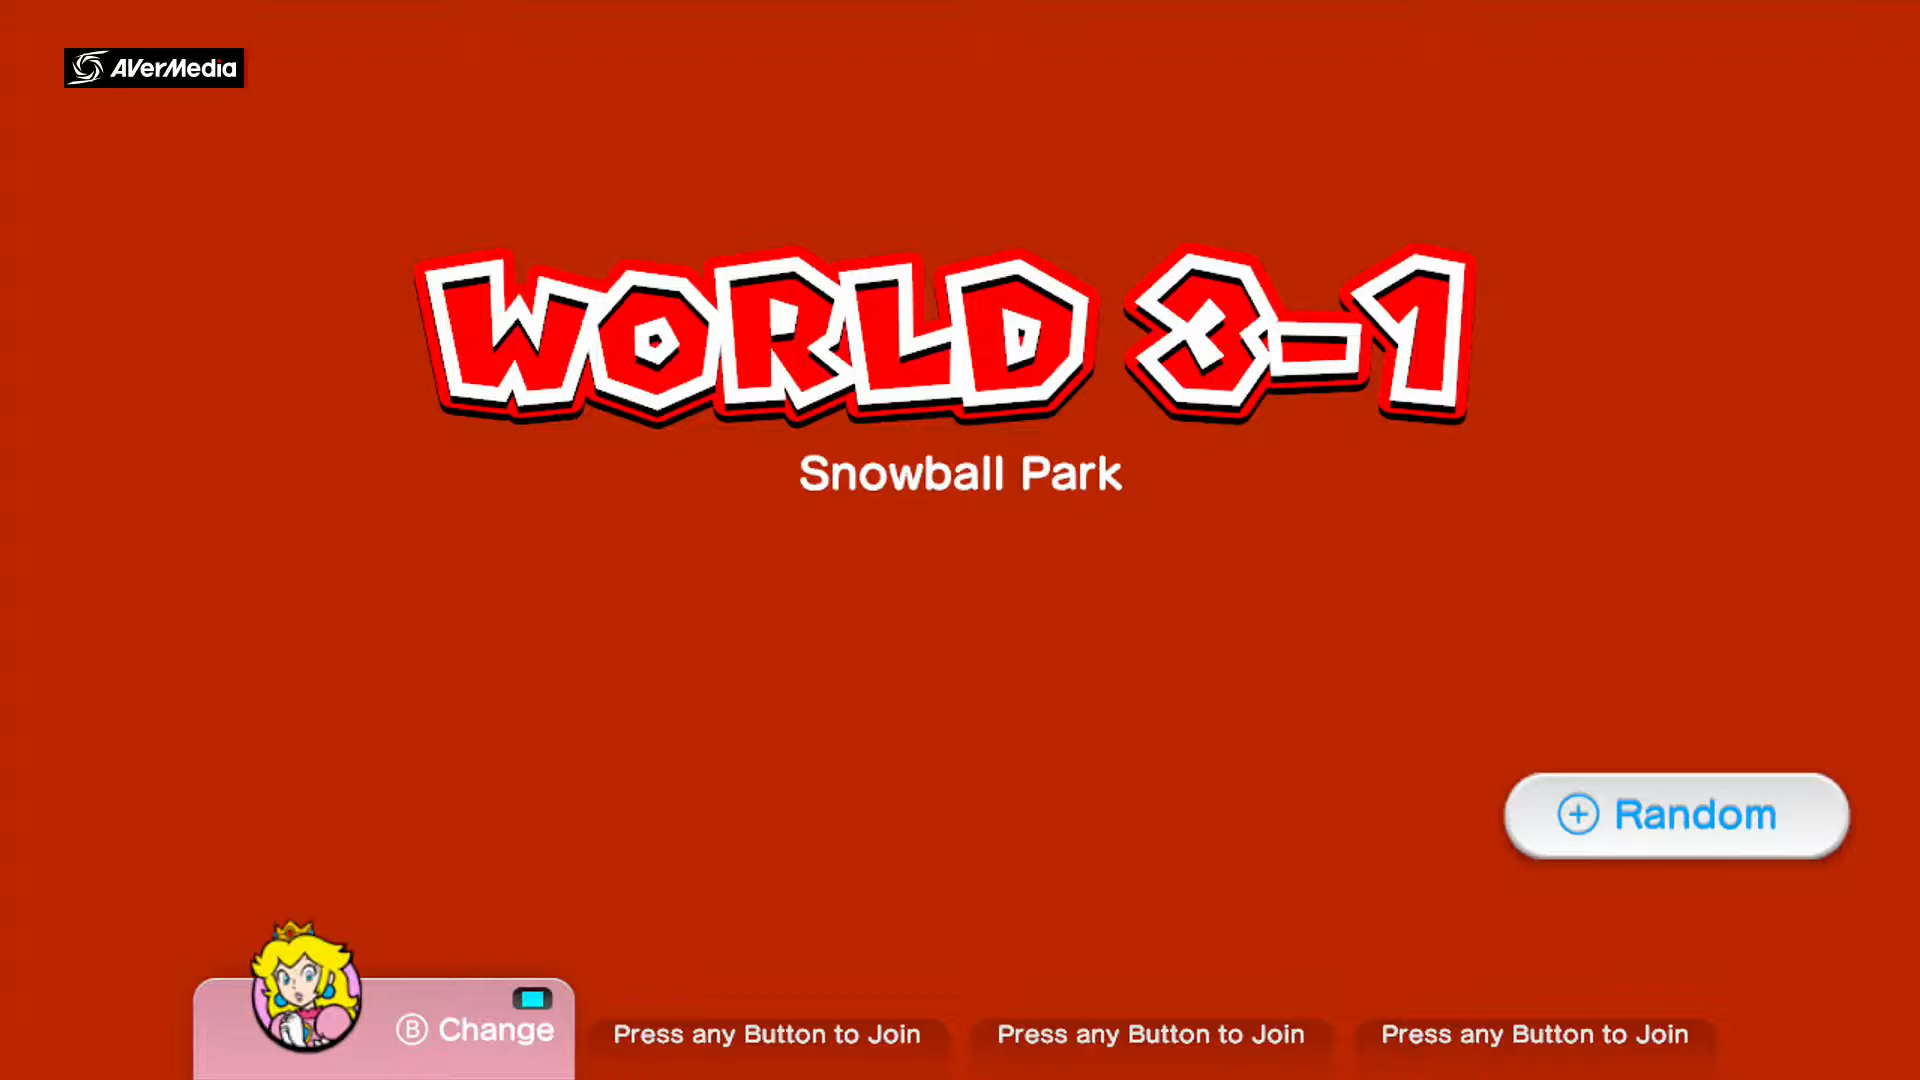 AVerMedia
WORLD 3-1
Snowball Park
+ Random
B Change
Press any Button to Join
Press any Button to Join
Press any Button to Join